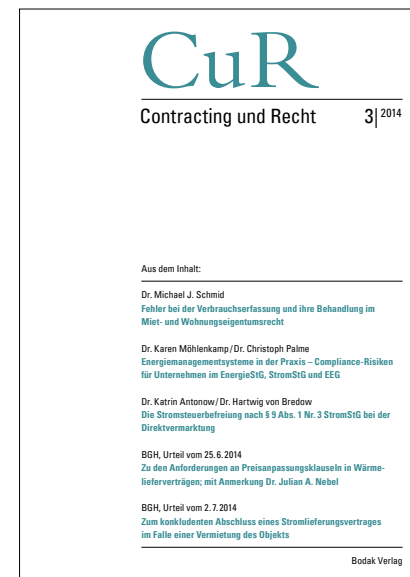 CuR
Contracting und Recht 3| 2014
Aus dem Inhalt:
Dr. Michael J. Schmid
Fehler bei der Verbrauchserfassung und ihre Behandlung im
Miet- und Wohnungseigentumsrecht
Dr. Karen Möhlenkamp/Dr. Christoph Palme
Energiemanagementsysteme in der Praxis – Compliance-Risiken
für Unternehmen im EnergieStG, StromStG und EEG
Dr. Katrin Antonow/Dr. Hartwig von Bredow
Die Stromsteuerbefreiung nach § 9 Abs. 1 Nr. 3 StromStG bei der
Direktvermarktung
BGH, Urteil vom 25.6.2014
Zu den Anforderungen an Preisanpassungsklauseln in Wärme-
lieferverträgen; mit Anmerkung Dr. Julian A. Nebel
BGH, Urteil vom 2.7.2014
Zum konkludenten Abschluss eines Stromlieferungsvertrages
im Falle einer Vermietung des Objekts
Bodak Verlag